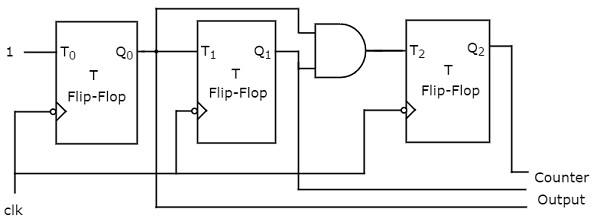 1
T₀ Q₀
T
Flip-Flop
T₁ Q₁
T
Flip-Flop
T₂ Q₂
T
Flip-Flop
clk
Counter
Output